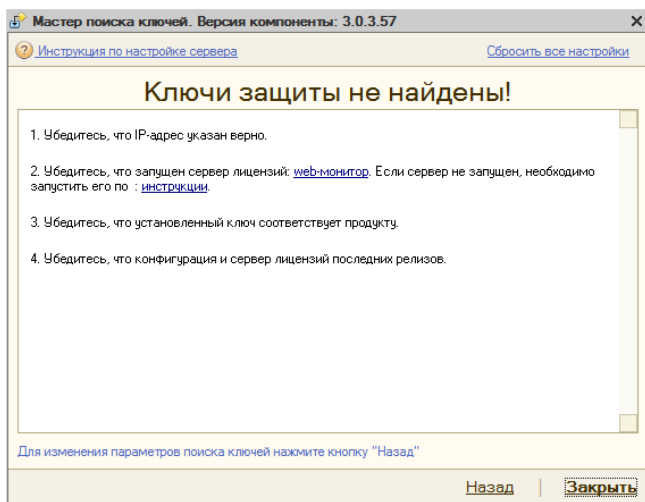 Мастер поиска ключей. Версия компоненты: 3.0.3.57
Инструкция по настройке сервера
Сбросить все настройки
Ключи защиты не найдены!
1. Убедитесь, что IP-адрес указан верно.
2. Убедитесь, что запущен сервер лицензий: web-монитор. Если сервер не запущен, необходимо
запустить его по : инструкции.
3. Убедитесь, что установленный ключ соответствует продукту.
4. Убедитесь, что конфигурация и сервер лицензий последних релизов.
Для изменения параметров поиска ключей нажмите кнопку "Назад"
Назад
Закрыть